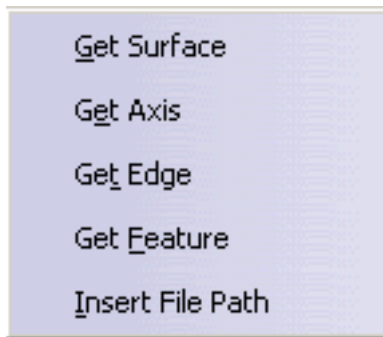 Get Surface
Get Axis
Get Edge
Get Feature
Insert File Path